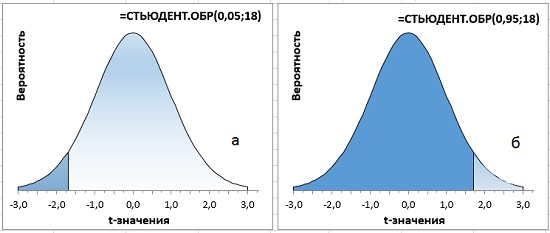 =СТЬЮДЕНТ.ОБР(0,05;18)
Вероятность
а
-3,0 -2,0 -1,0 0,0 1,0 2,0 3,0
t-значения
=СТЬЮДЕНТ.ОБР(0,95;18)
Вероятность
б
-3,0 -2,0 -1,0 0,0 1,0 2,0 3,0
t-значения